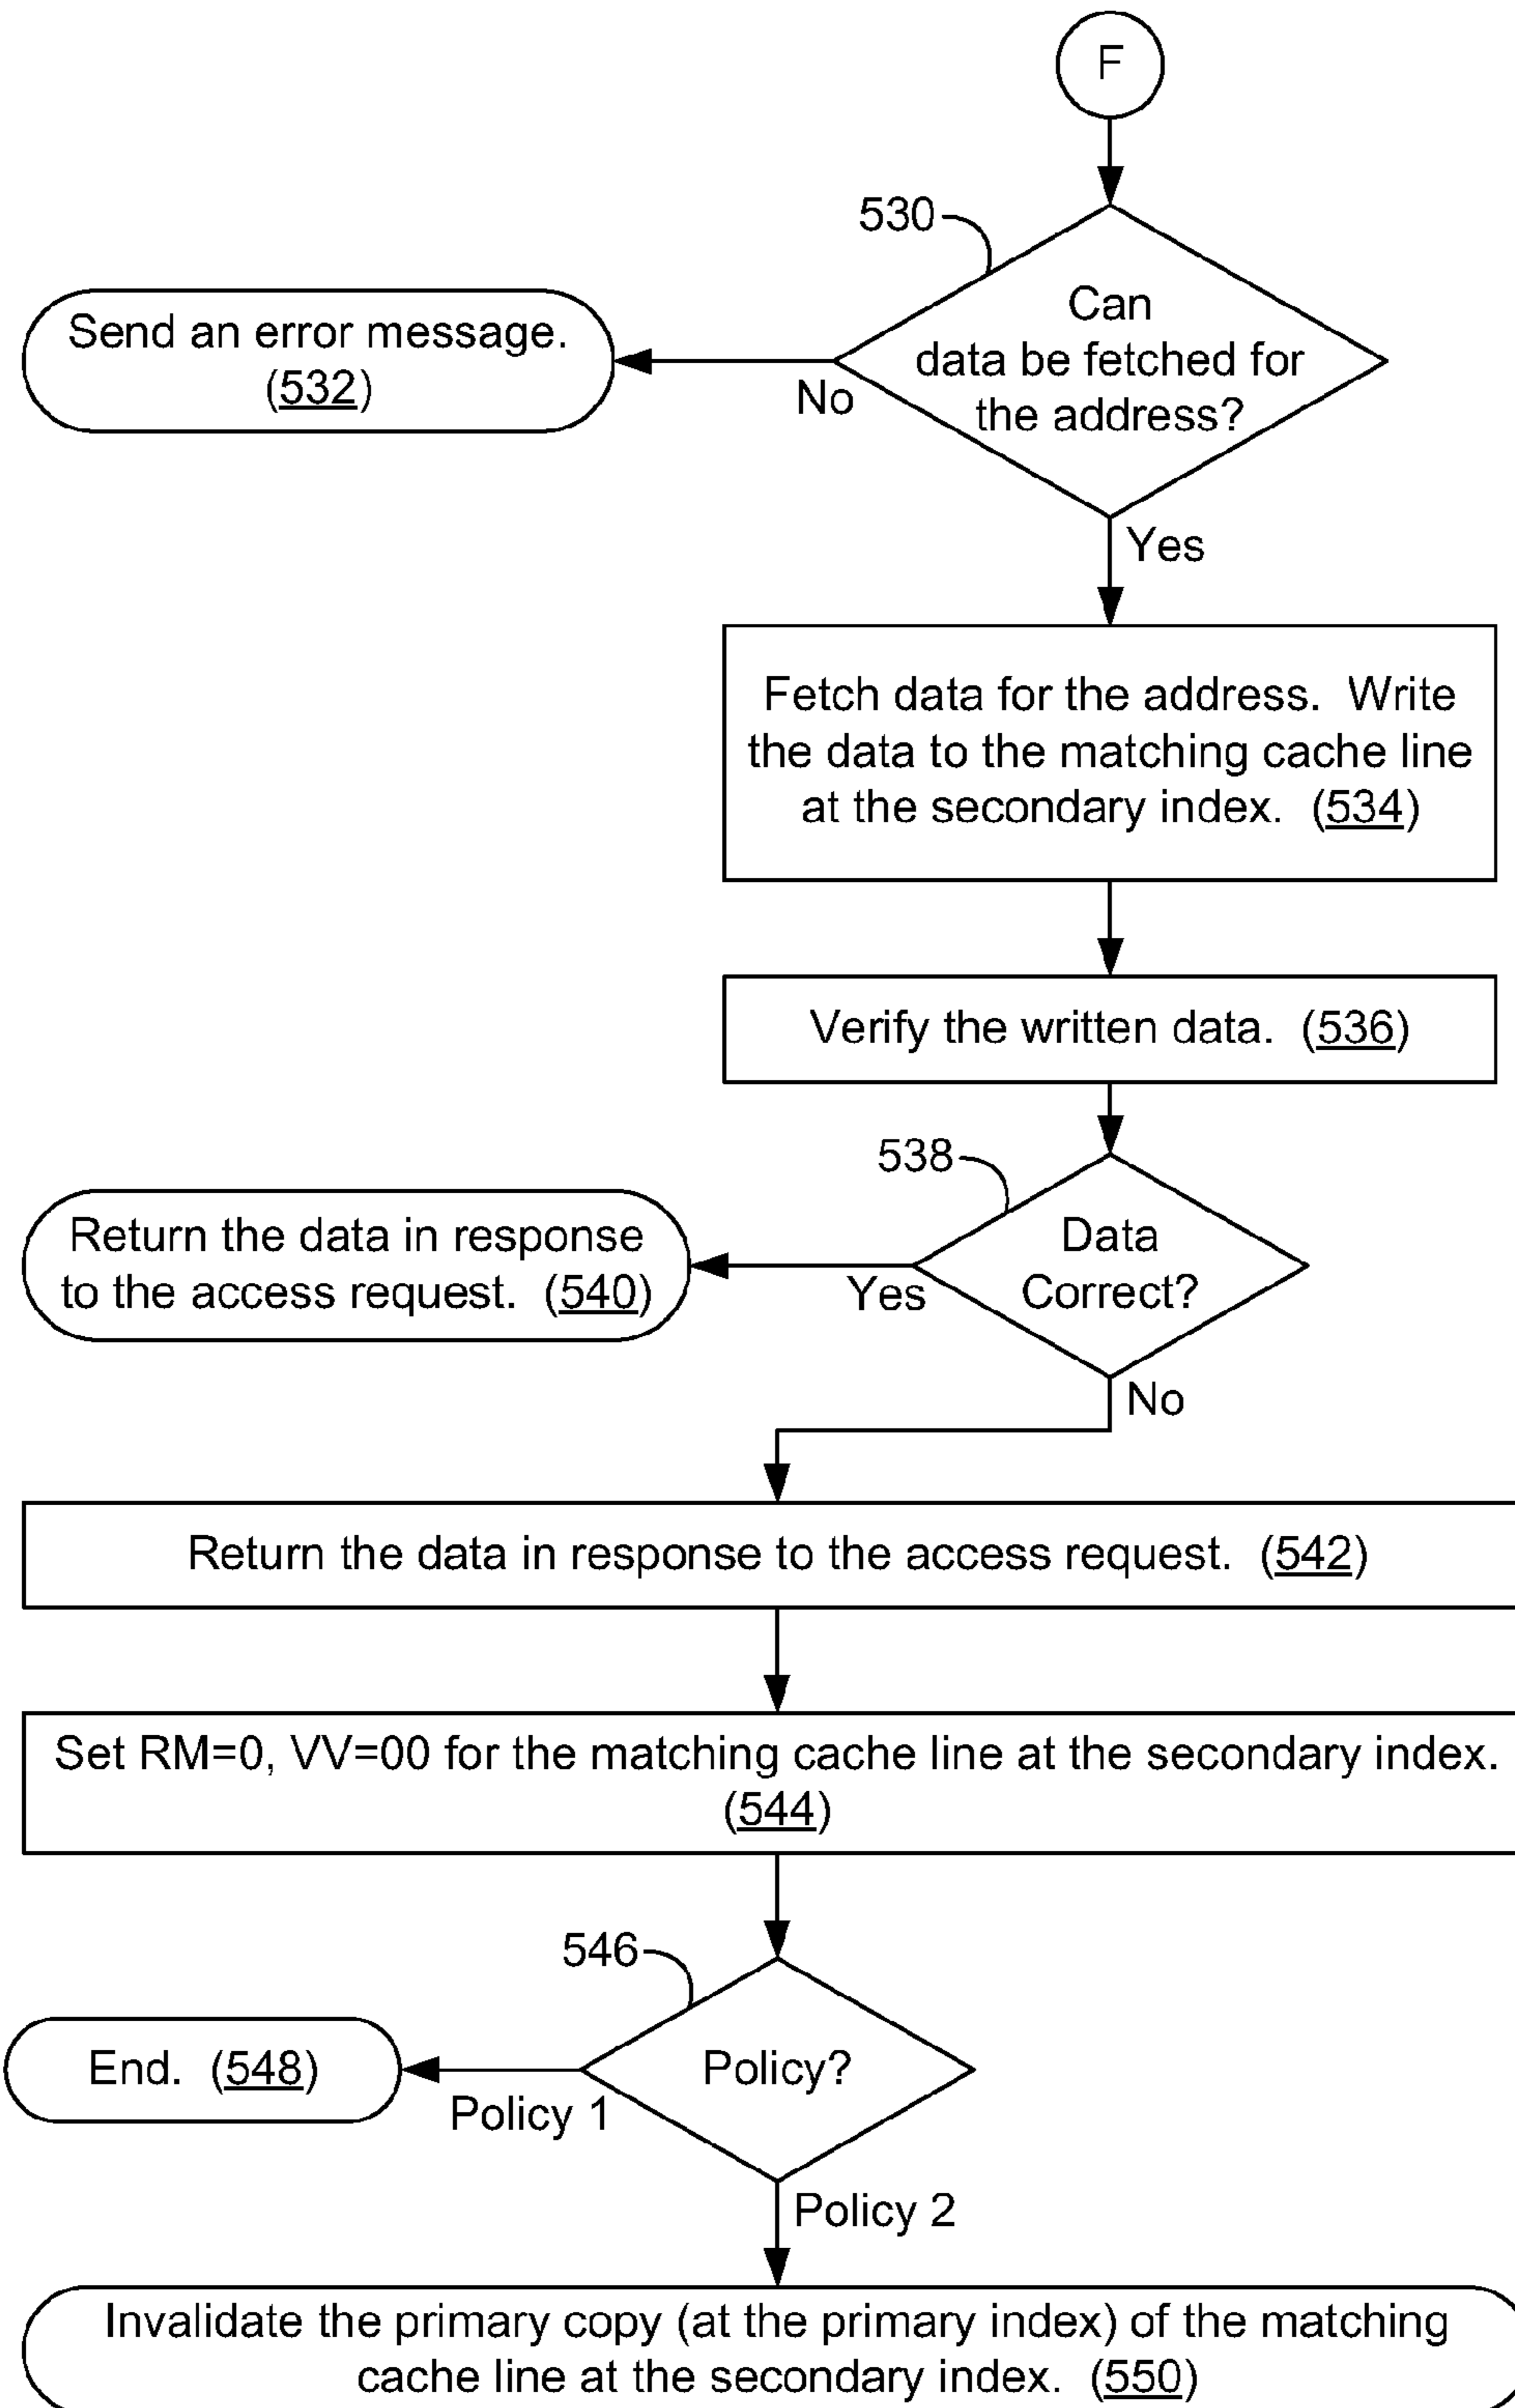 F
530
Can
data be fetched for
the address?
No
Send an error message.
(532)
Yes
Fetch data for the address. Write
the data to the matching cache line
at the secondary index. (534)
Verify the written data. (536)
538
Data
Correct?
Yes
Return the data in response
to the access request. (540)
No
Return the data in response to the access request. (542)
Set RM=0, VV=00 for the matching cache line at the secondary index.
(544)
546
Policy?
Policy 1
End. (548)
Policy 2
Invalidate the primary copy (at the primary index) of the matching
cache line at the secondary index. (550)